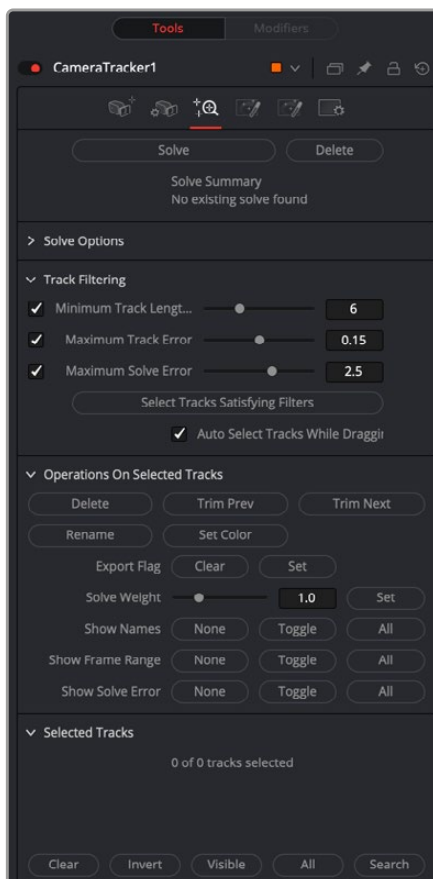 Tools Modifiers
CameraTracker1
Solve Delete
Solve Summary
No existing solve found
Solve Options
Track Filtering
Minimum Track Lengt... 6
Maximum Track Error 0.15
Maximum Solve Error 2.5
Select Tracks Satisfying Filters
Auto Select Tracks While Draggi
Operations On Selected Tracks
Delete Trim Prev Trim Next
Rename Set Color
Export Flag Clear Set
Solve Weight 1.0 Set
Show Names None Toggle All
Show Frame Range None Toggle All
Show Solve Error None Toggle All
Selected Tracks
0 of 0 tracks selected
Clear Invert Visible All Search